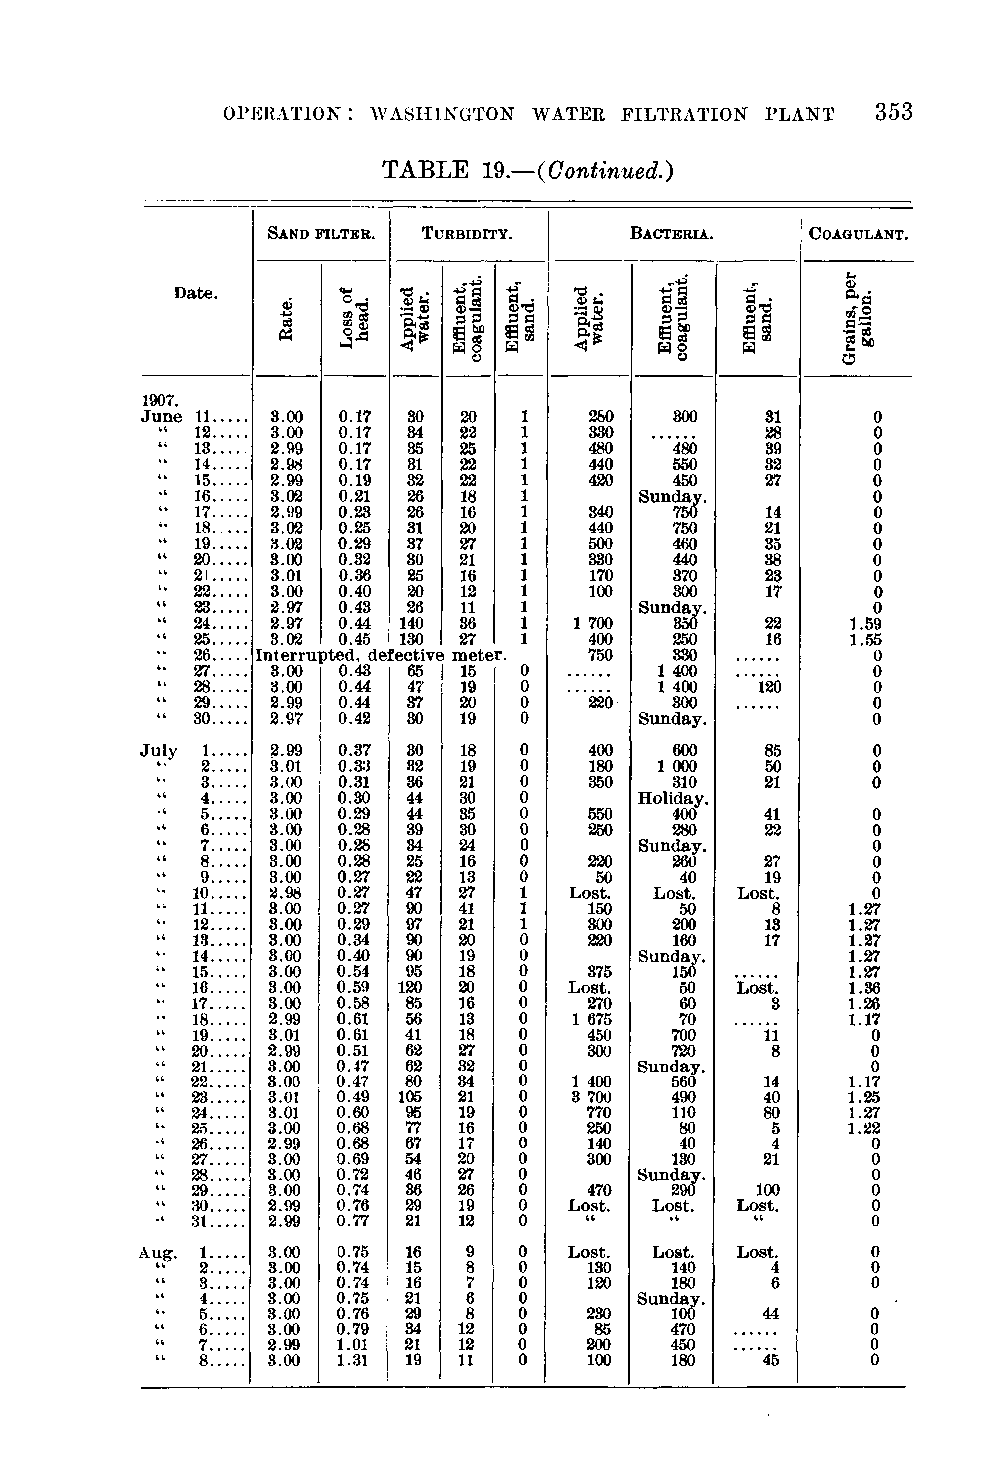 OPERATION: WASHINGTON WATER FILTRATION PLANT 353
TABLE 19.—(Continued.)
Date. SAND FILTER. TURBIDITY. BACTERIA. COAGULANT.
Rate. Loss of head. Applied water. Effluent, coagulant. Effluent, sand. Applied water. Effluent, coagulant. Effluent, sand. Grains, per gallon.
1907.
June 11..... 3.00 0.17 30 20 1 250 300 31 0
" 12..... 3.00 0.17 34 22 1 330 ...... 28 0
" 13..... 2.99 0.17 35 25 1 480 480 39 0
" 14..... 2.98 0.17 31 22 1 440 550 32 0
" 15..... 2.99 0.19 32 22 1 420 450 27 0
" 16..... 3.02 0.21 26 18 1 Sunday. 0
" 17..... 2.99 0.23 26 16 1 340 750 14 0
" 18..... 3.02 0.25 31 20 1 440 750 21 0
" 19..... 3.02 0.29 37 27 1 500 460 35 0
" 20..... 3.00 0.32 30 21 1 330 440 38 0
" 21..... 3.01 0.36 25 16 1 170 370 23 0
" 22..... 3.00 0.40 20 12 1 100 300 17 0
" 23..... 2.97 0.43 26 11 1 Sunday. 0
" 24..... 2.97 0.44 140 36 1 1 700 350 22 1.59
" 25..... 3.02 0.45 130 27 1 400 250 16 1.55
" 26..... Interrupted, defective meter. 750 330 ...... 0
" 27..... 3.00 0.43 65 15 0 ...... 1 400 ...... 0
" 28..... 3.00 0.44 47 19 0 ...... 1 400 120 0
" 29..... 2.99 0.44 37 20 0 220 300 ...... 0
" 30..... 2.97 0.42 30 19 0 Sunday. 0
July 1..... 2.99 0.37 30 18 0 400 600 85 0
" 2..... 3.01 0.33 32 19 0 180 1 000 50 0
" 3..... 3.00 0.31 36 21 0 350 310 21 0
" 4..... 3.00 0.30 44 30 0 Holiday.
" 5..... 3.00 0.29 44 35 0 550 400 41 0
" 6..... 3.00 0.28 39 30 0 250 280 22 0
" 7..... 3.00 0.28 34 24 0 Sunday. 0
" 8..... 3.00 0.28 25 16 0 220 260 27 0
" 9..... 3.00 0.27 22 13 0 50 40 19 0
" 10..... 2.98 0.27 47 27 1 Lost. Lost. Lost. 0
" 11..... 3.00 0.27 90 41 1 150 50 8 1.27
" 12..... 3.00 0.29 97 21 1 300 200 13 1.27
" 13..... 3.00 0.34 90 20 0 220 160 17 1.27
" 14..... 3.00 0.40 90 19 0 Sunday. 1.27
" 15..... 3.00 0.54 95 18 0 375 150 ...... 1.27
" 16..... 3.00 0.59 120 20 0 Lost. 50 Lost. 1.36
" 17..... 3.00 0.58 85 16 0 270 60 3 1.26
" 18..... 2.99 0.61 56 13 0 1 675 70 ...... 1.17
" 19..... 3.01 0.61 41 18 0 450 700 11 0
" 20..... 2.99 0.51 62 27 0 300 720 8 0
" 21..... 3.00 0.47 62 32 0 Sunday. 0
" 22..... 3.00 0.47 80 34 0 1 400 560 14 1.17
" 23..... 3.01 0.49 105 21 0 3 700 490 40 1.25
" 24..... 3.01 0.60 95 19 0 770 110 80 1.27
" 25..... 3.00 0.68 77 16 0 250 80 5 1.22
" 26..... 2.99 0.68 67 17 0 140 40 4 0
" 27..... 3.00 0.69 54 20 0 300 130 21 0
" 28..... 3.00 0.72 46 27 0 Sunday. 0
" 29..... 3.00 0.74 36 26 0 470 290 100 0
" 30..... 2.99 0.76 29 19 0 Lost. Lost. Lost. 0
" 31..... 2.99 0.77 21 12 0 " " " 0
Aug. 1..... 3.00 0.75 16 9 0 Lost. Lost. Lost. 0
" 2..... 3.00 0.74 15 8 0 130 140 4 0
" 3..... 3.00 0.74 16 7 0 120 180 6 0
" 4..... 3.00 0.75 21 6 0 Sunday.
" 5..... 3.00 0.76 29 8 0 230 100 44 0
" 6..... 3.00 0.79 34 12 0 85 470 ...... 0
" 7..... 2.99 1.01 21 12 0 200 450 ...... 0
" 8..... 3.00 1.31 19 11 0 100 180 45 0